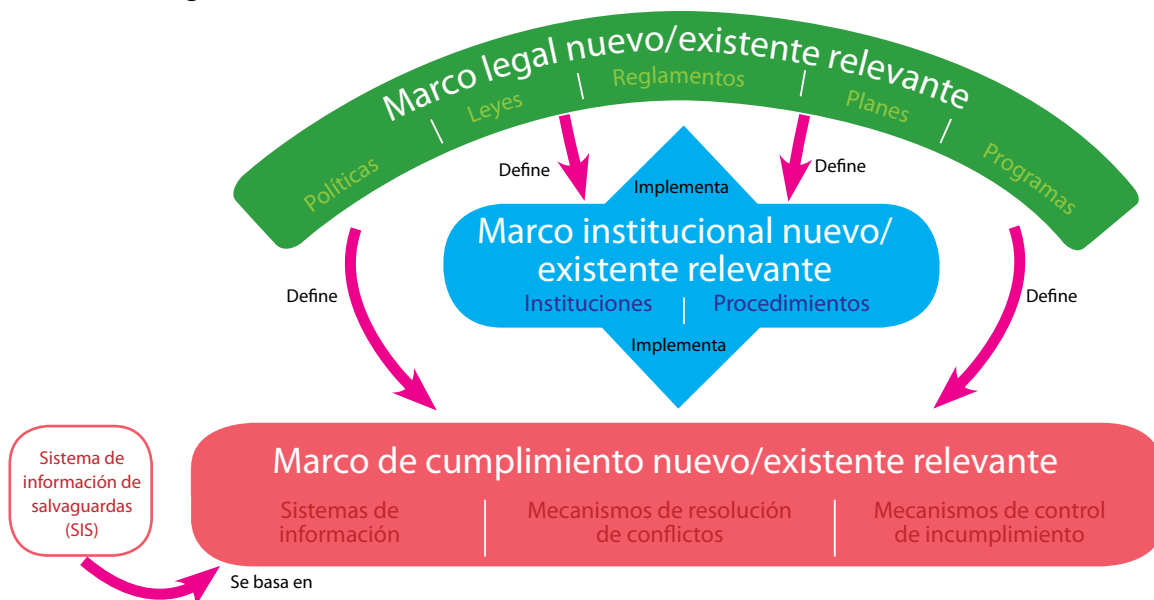 Marco legal nuevo/existente relevante
Políticas
Leyes
Reglamentos
Planes
Programas
Define
Define
Implementa
Marco institucional nuevo/
existente relevante
Instituciones
Procedimientos
Implementa
Define
Define
Marco de cumplimiento nuevo/existente relevante
Sistemas de
información
Mecanismos de resolución
de conflictos
Mecanismos de control
de incumplimiento
Sistema de
información de
salvaguardas
(SIS)
Se basa en